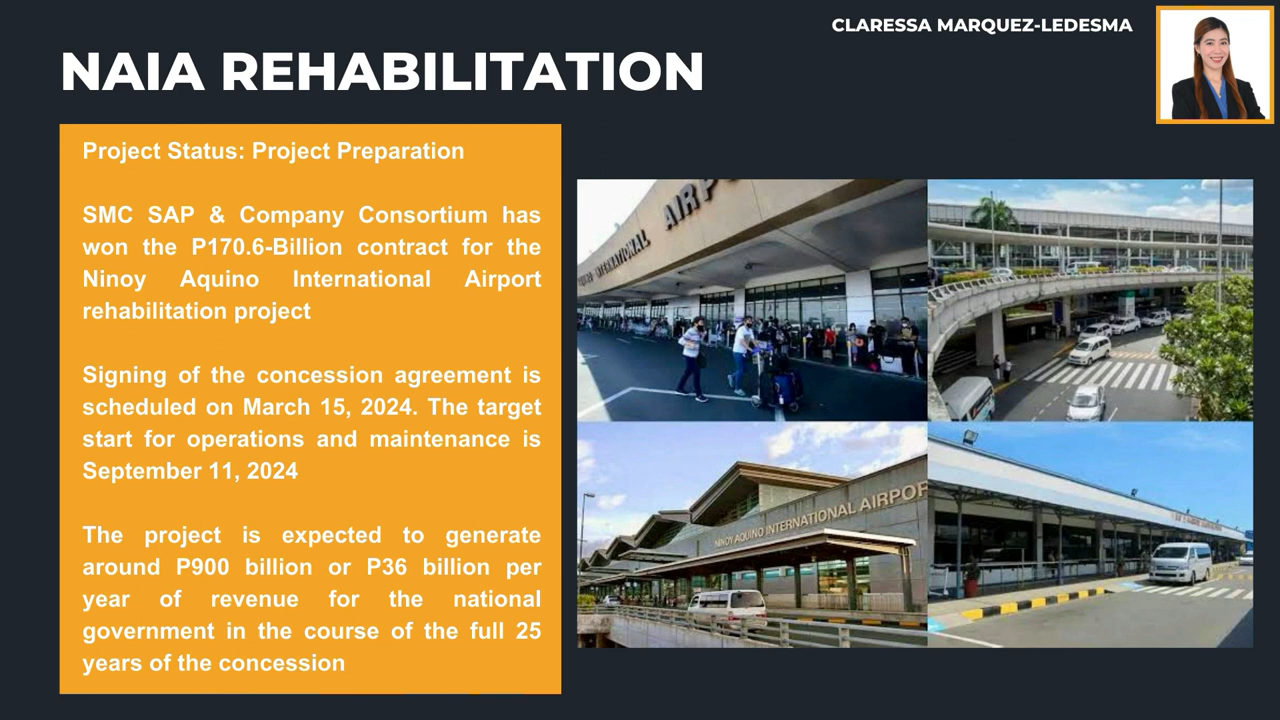 CLARESSA MARQUEZ-LEDESMA
NAIA REHABILITATION
Project Status: Project Preparation
SMC SAP & Company Consortium has
won the P170.6-Billion contract for the
Ninoy Aquino International Airport
rehabilitation project
Signing of the concession agreement is
scheduled on March 15, 2024. The target
start for operations and maintenance is
September 11, 2024
The project is expected to generate
around P900 billion or P36 billion per
year of revenue for the national
government in the course of the full 25
years of the concession
INTERNATIONAL AIRPO
NINOY AQUINO INTERNATIONAL AIRPOR